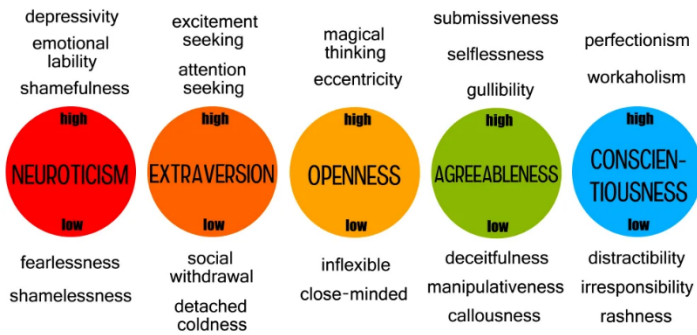 depressivity
emotional
lability
shamefulness
excitement
seeking
attention
seeking
magical
thinking
eccentricity
submissiveness
selflessness
gullibility
perfectionism
workaholism
high
NEUROTICISM
low
high
EXTRAVERSION
low
high
OPENNESS
low
high
AGREEABLENESS
low
high
CONSCIEN-
TIOUSNESS
low
fearlessness
shamelessness
social
withdrawal
detached
coldness
inflexible
close-minded
deceitfulness
manipulativeness
callousness
distractibility
irresponsibility
rashness